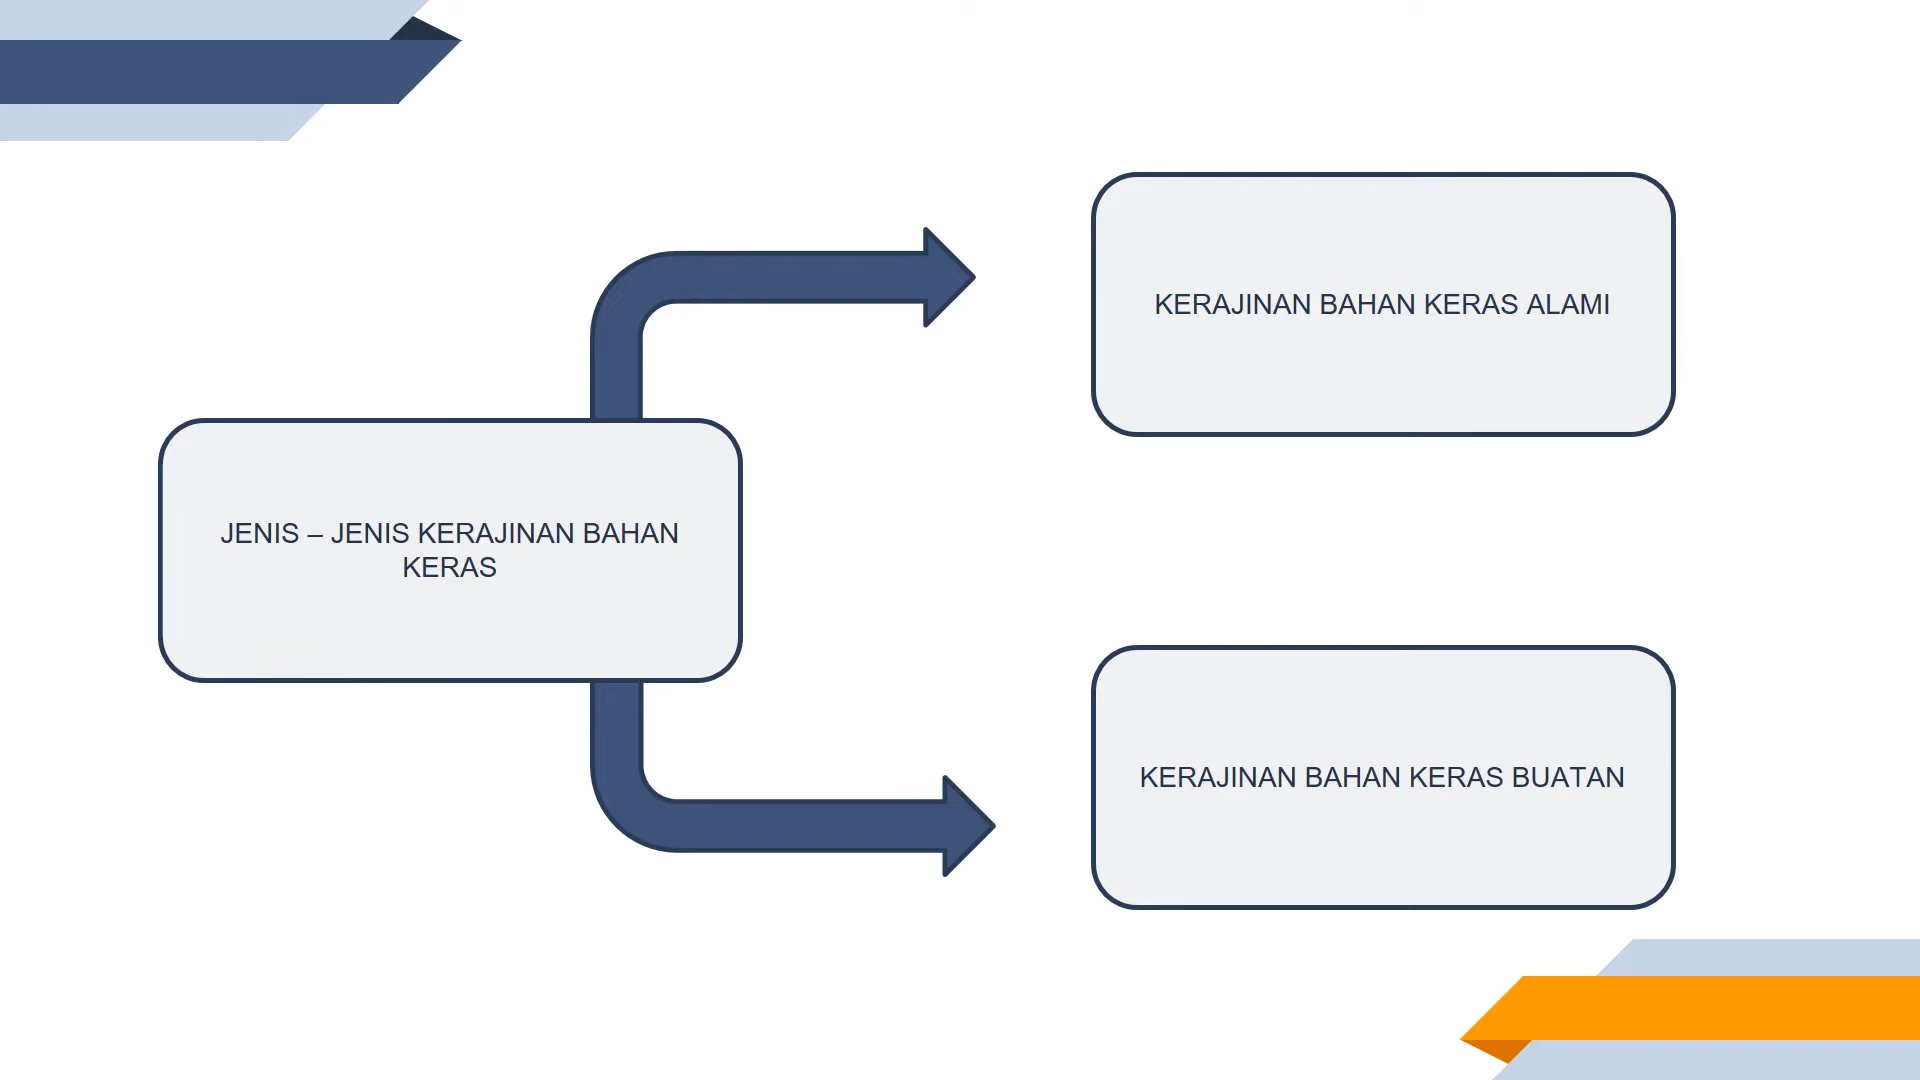 KERAJINAN BAHAN KERAS ALAMI
JENIS – JENIS KERAJINAN BAHAN
KERAS
KERAJINAN BAHAN KERAS BUATAN